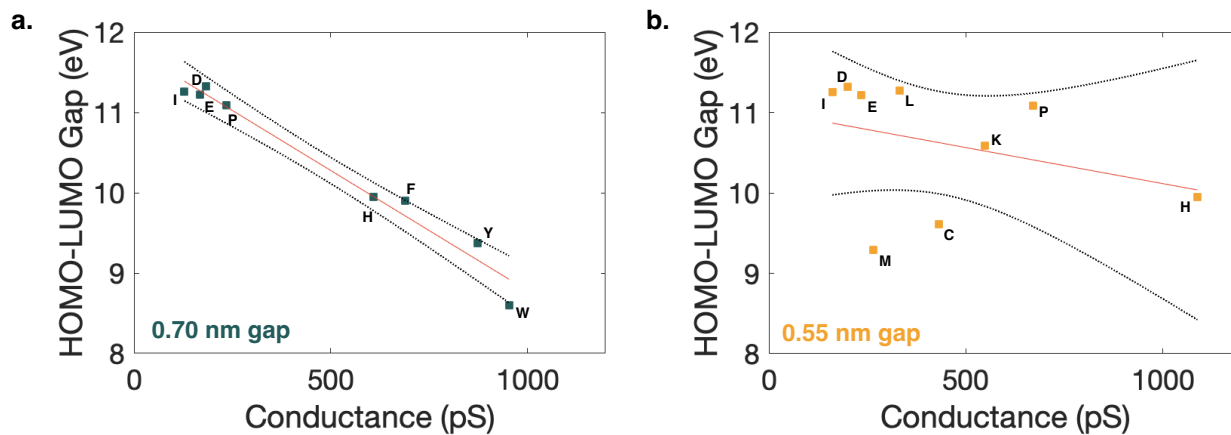 a.
HOMO-LUMO Gap (eV)
12
11
10
9
8
D
I
E
P
H
F
Y
W
0.70 nm gap
0
500
1000
Conductance (pS)
b.
HOMO-LUMO Gap (eV)
12
11
10
9
8
D
I
E
L
P
K
H
C
M
0.55 nm gap
0
500
1000
Conductance (pS)